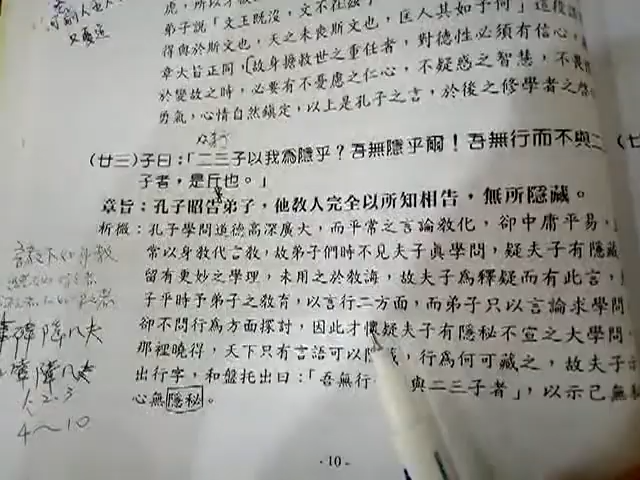 虎
弟子說「文王既沒，文不在茲
得與於斯文也，天之未喪斯文也，匡人其如予何」這段話
章大旨正同，故身擔救世之重任者，對德性必須有信心，
於變故之時，必要有不憂慮之仁心，不疑惑之智慧，不畏
勇氣，心情自然鎮定，以上是孔子之言，於後之修學者之啓
(廿三)子曰：「二三子以我為隱乎？吾無隱乎爾！吾無行而不與二
子者，是丘也。」
章旨：孔子昭告弟子，他教人完全以所知相告，無所隱藏。
析微：孔子學問道德高深廣大，而平常之言論教化，卻中庸平易，
常以身教代言教，故弟子們時不見夫子真學問，疑夫子有隱藏
留有更妙之學理，未用之於教誨，故夫子為釋疑而有此言，
子平時予弟子之教育，以言行二方面，而弟子只以言論求學問
卻不問行為方面探討，因此才懷疑夫子有隱秘不宣之大學問
那裡曉得，天下只有言語可以隱藏，行為何可藏之，故夫子
出行字，和盤托出曰：「吾無行 與二三子者」，以示己無
心無隱秘。
4～10
-10-